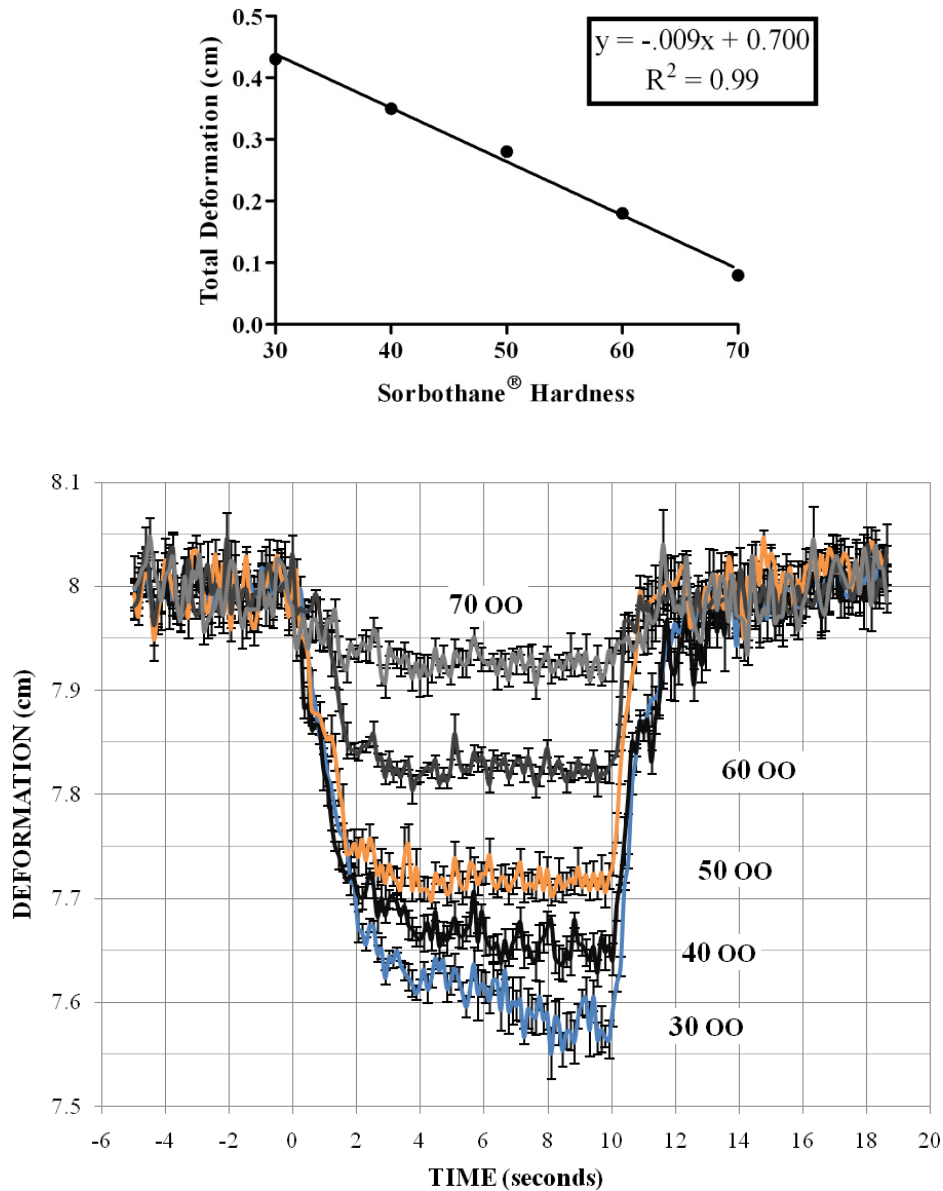 0.5
0.4
0.3
0.2
0.1
0.0
Total Deformation (cm)
y = -.009x + 0.700
R² = 0.99
30 40 50 60 70
Sorbothane® Hardness
8.1
8
7.9
7.8
7.7
7.6
7.5
DEFORMATION (cm)
70 OO
60 OO
50 OO
40 OO
30 OO
-6 -4 -2 0 2 4 6 8 10 12 14 16 18 20
TIME (seconds)